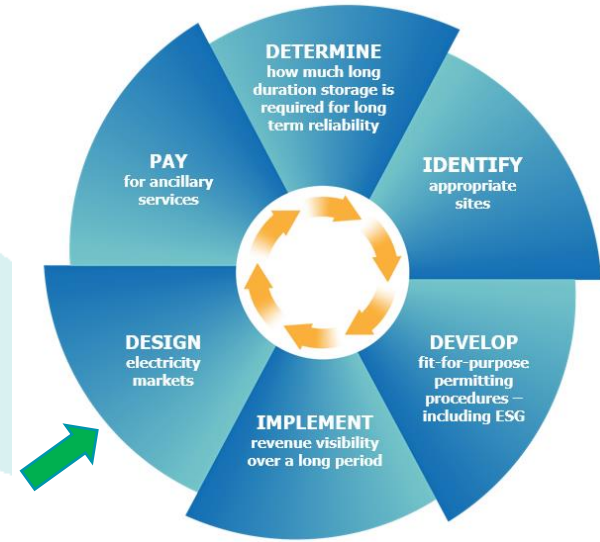 DETERMINE
how much long
duration storage is
required for long
term reliability
IDENTIFY
appropriate
sites
DEVELOP
fit-for-purpose
permitting
procedures –
including ESG
IMPLEMENT
revenue visibility
over a long period
DESIGN
electricity
markets
PAY
for ancillary
services